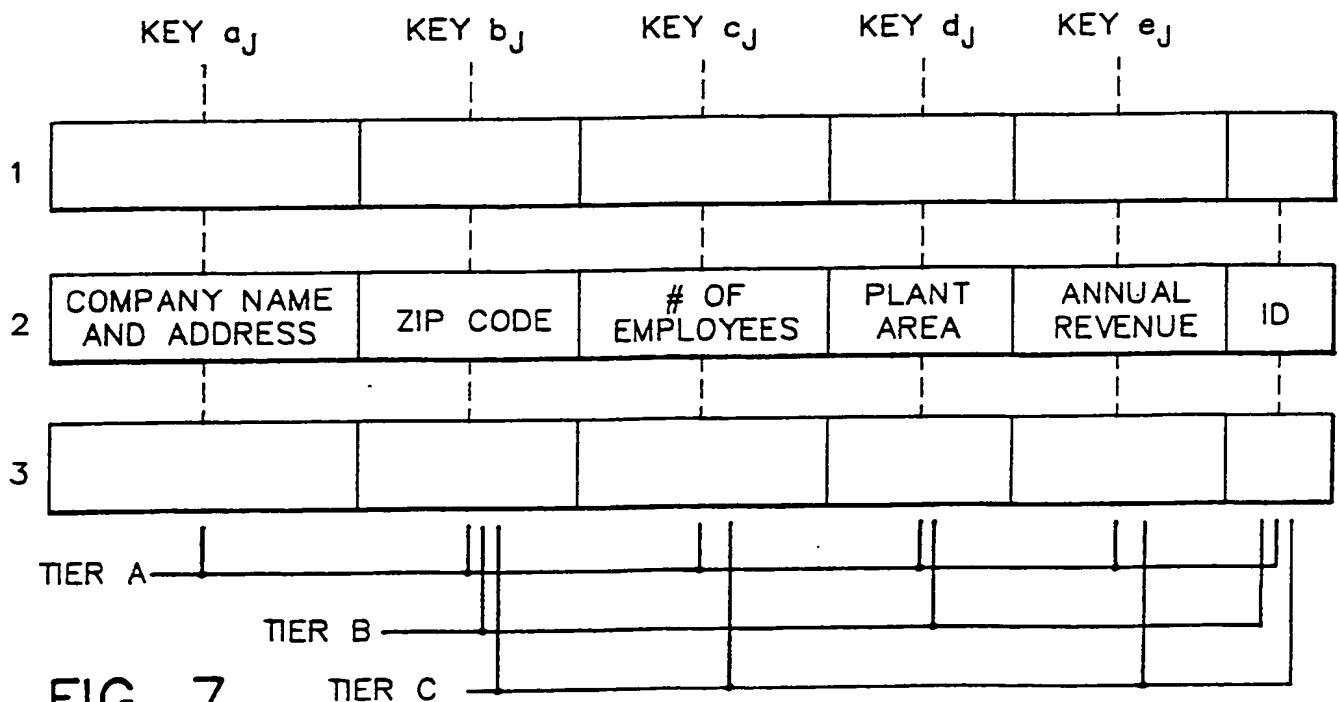 KEY aJ KEY bJ KEY cJ KEY dJ KEY eJ
1
2
COMPANY NAME
AND ADDRESS
ZIP CODE
# OF
EMPLOYEES
PLANT
AREA
ANNUAL
REVENUE
ID
3
TIER A
TIER B
FIG. 7
TIER C